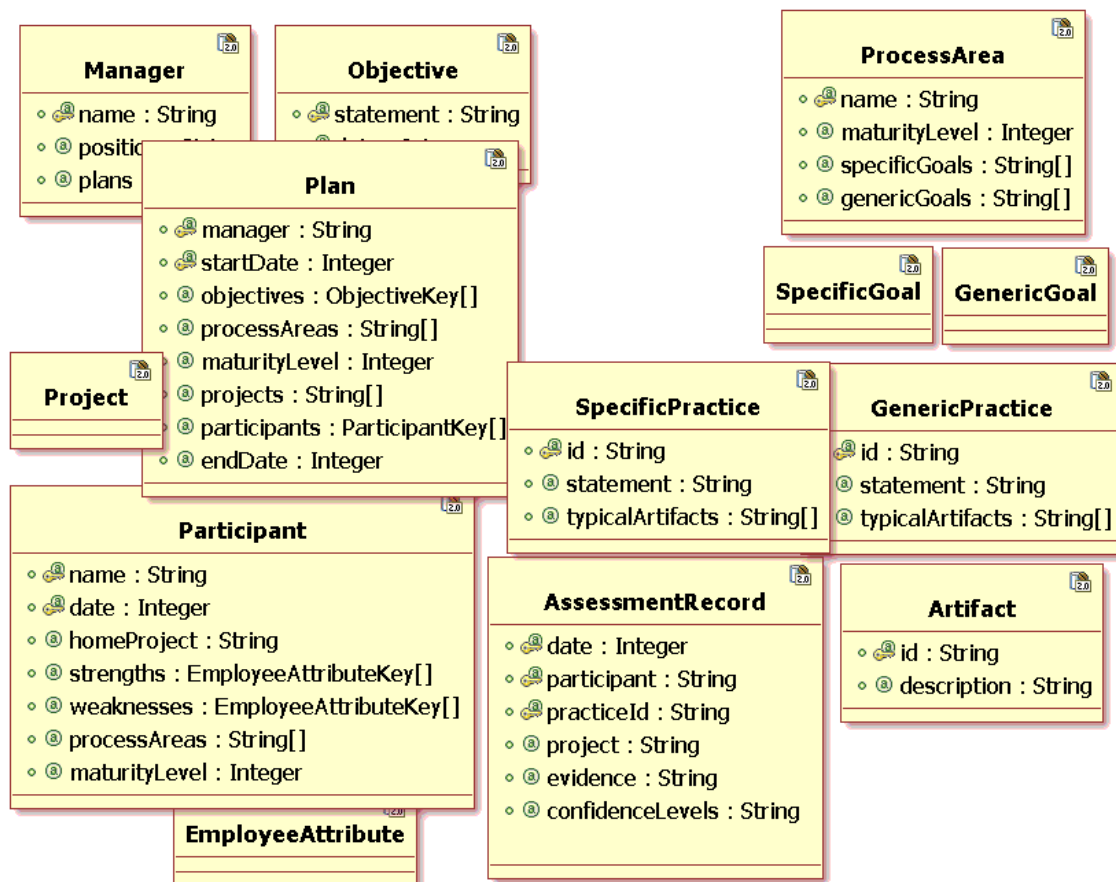 Manager
name : String
plans
Objective
statement : String
ProcessArea
name : String
maturityLevel : Integer
specificGoals : String[]
genericGoals : String[]
Plan
manager : String
startDate : Integer
objectives : ObjectiveKey[]
processAreas : String[]
maturityLevel : Integer
projects : String[]
participants : ParticipantKey[]
endDate : Integer
SpecificGoal
GenericGoal
Project
SpecificPractice
id : String
statement : String
typicalArtifacts : String[]
GenericPractice
id : String
statement : String
typicalArtifacts : String[]
Participant
name : String
date : Integer
homeProject : String
strengths : EmployeeAttributeKey[]
weaknesses : EmployeeAttributeKey[]
processAreas : String[]
maturityLevel : Integer
AssessmentRecord
date : Integer
participant : String
practiceId : String
project : String
evidence : String
confidenceLevels : String
Artifact
id : String
description : String
EmployeeAttribute